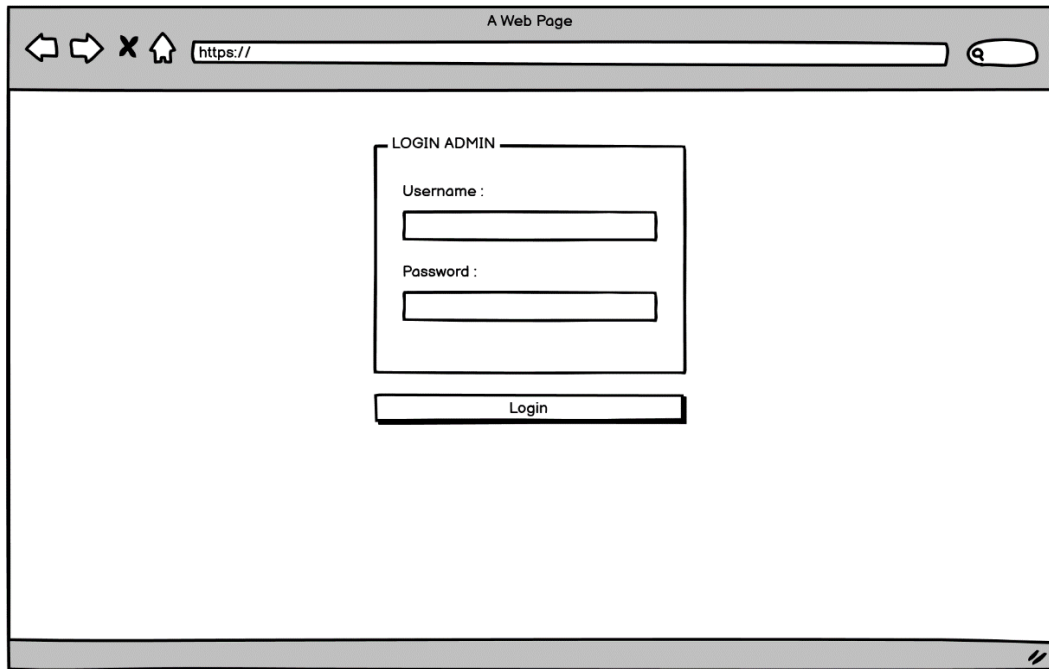 A Web Page
https://
LOGIN ADMIN
Username :
Password :
Login